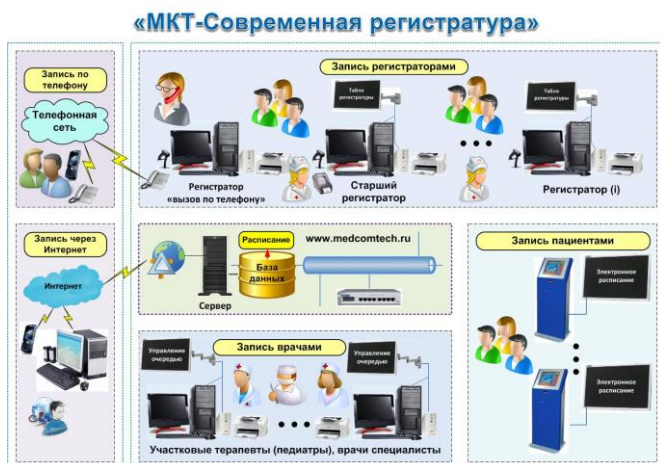 «МКТ-Современная регистратура»
Запись по
телефону
Телефонная
сеть
Запись регистраторами
Табло
регистратуры
Табло
регистратуры
Регистратор
«вызов по телефону»
Старший
регистратор
Регистратор (i)
Запись через
Интернет
Интернет
Расписание
www.medcomtech.ru
База
данных
Сервер
Запись пациентами
Электронное
расписание
Электронное
расписание
Запись врачами
Управление
очередью
Управление
очередью
Участковые терапевты (педиатры), врачи специалисты